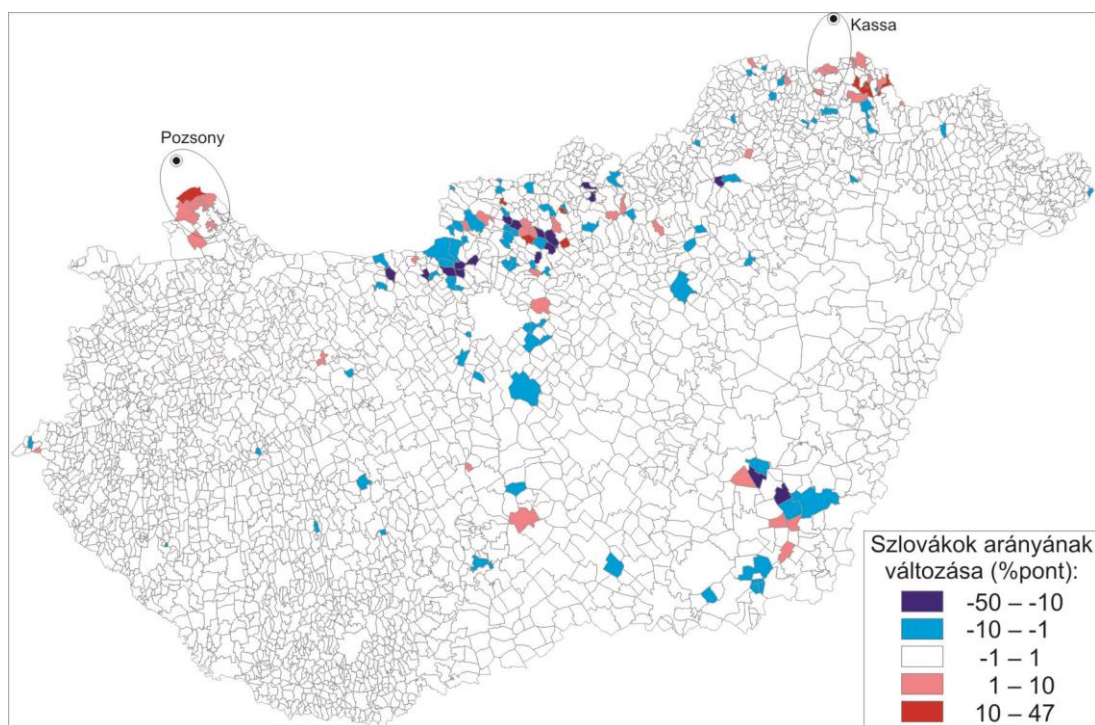 Kassa
Pozsony
Szlovákok arányának
változása (%pont):
-50 – -10
-10 – -1
-1 – 1
1 – 10
10 – 47